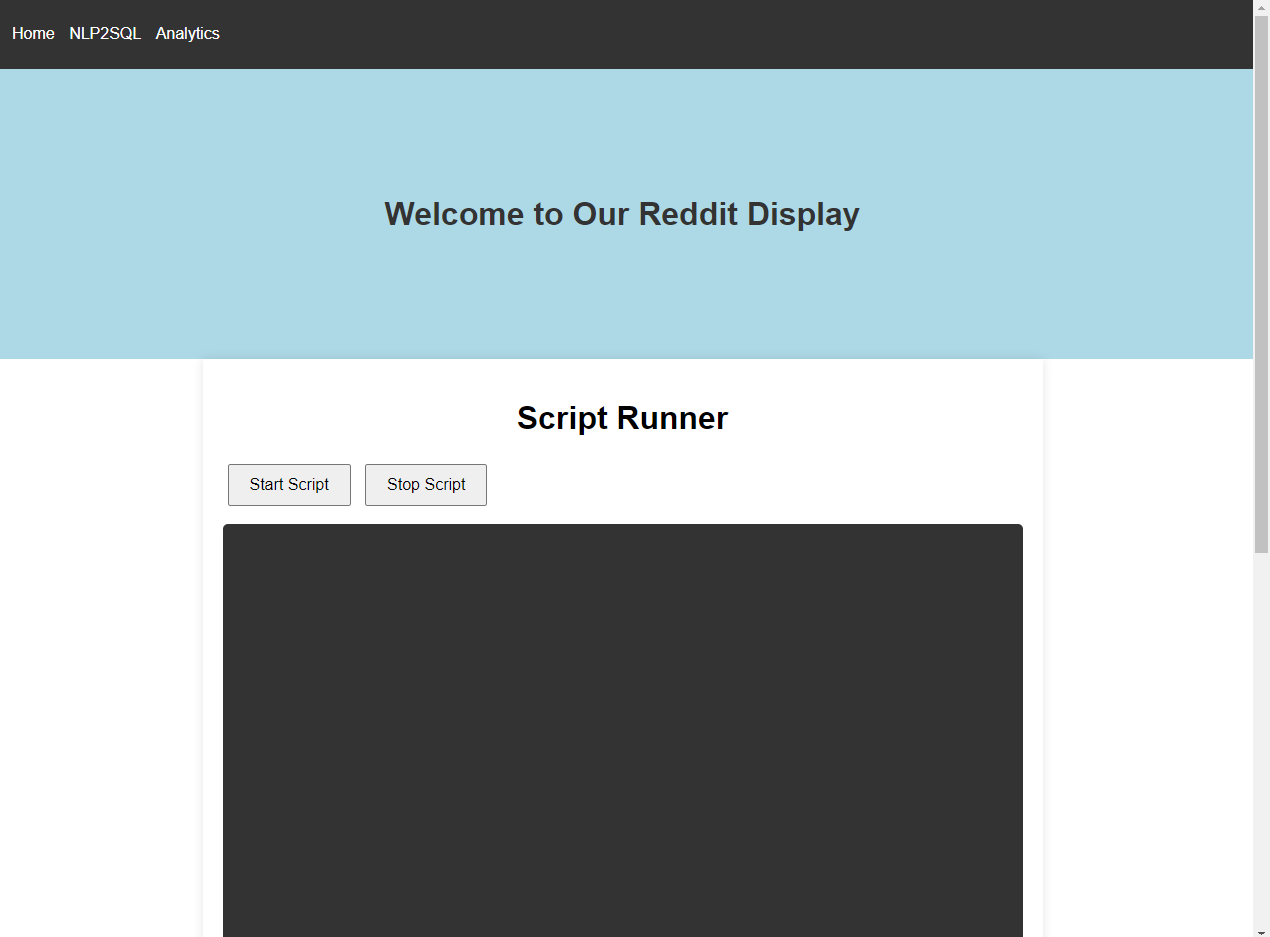 Home NLP2SQL Analytics
Welcome to Our Reddit Display
Script Runner
Start Script Stop Script